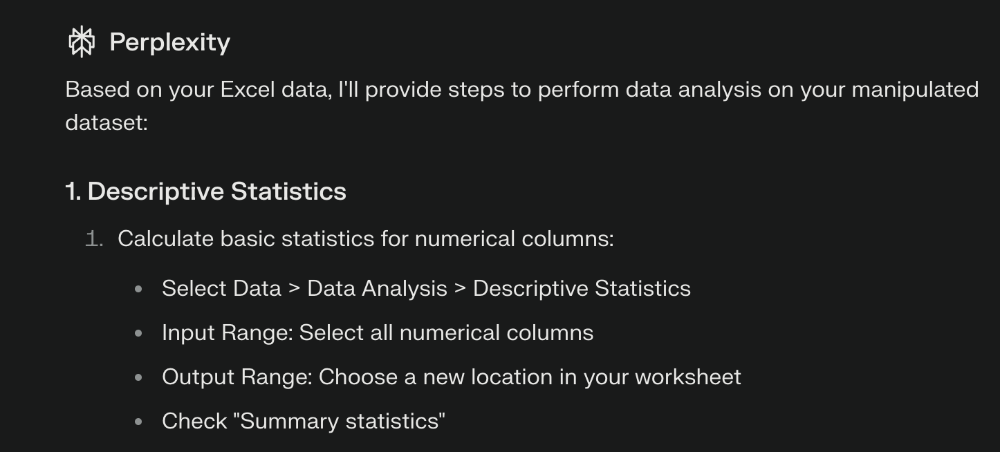 Perplexity
Based on your Excel data, I'll provide steps to perform data analysis on your manipulated
dataset:
1. Descriptive Statistics
1. Calculate basic statistics for numerical columns:
• Select Data > Data Analysis > Descriptive Statistics
• Input Range: Select all numerical columns
• Output Range: Choose a new location in your worksheet
• Check "Summary statistics"